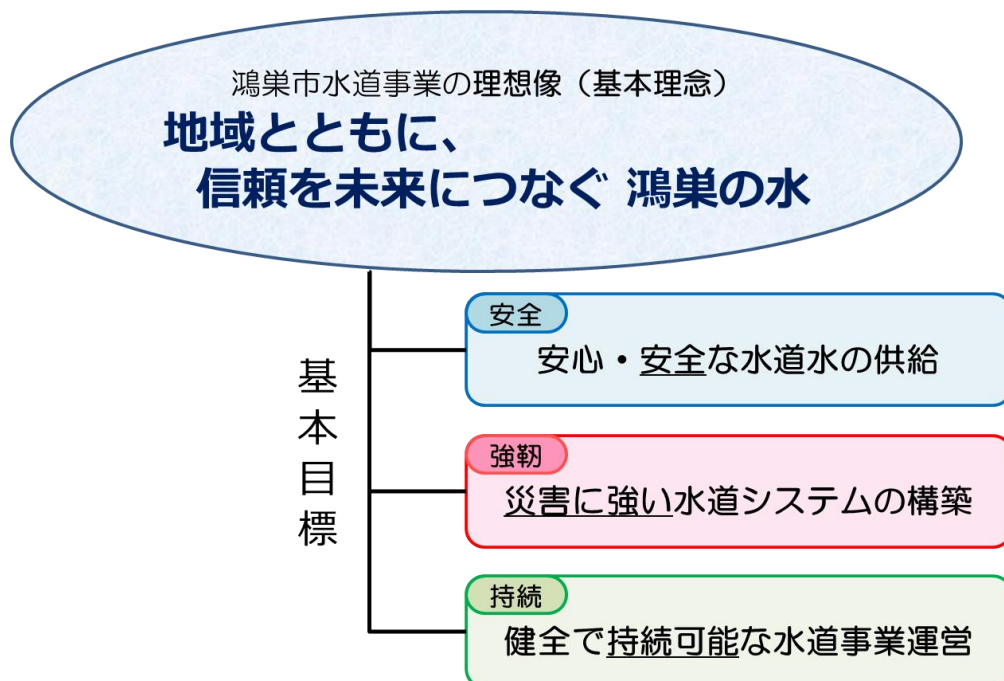 鴻巣市水道事業の理想像（基本理念）
地域とともに、
信頼を未来につなぐ 鴻巣の水
基本目標
安全
安心・安全な水道水の供給
強靭
災害に強い水道システムの構築
持続
健全で持続可能な水道事業運営